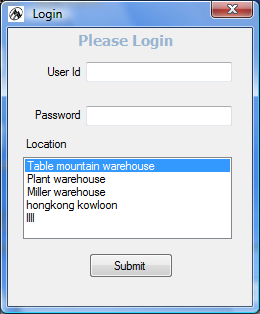 Login
Please Login
User Id
Password
Location
Table mountain warehouse
Plant warehouse
Miller warehouse
hongkong kowloon
llll
Submit